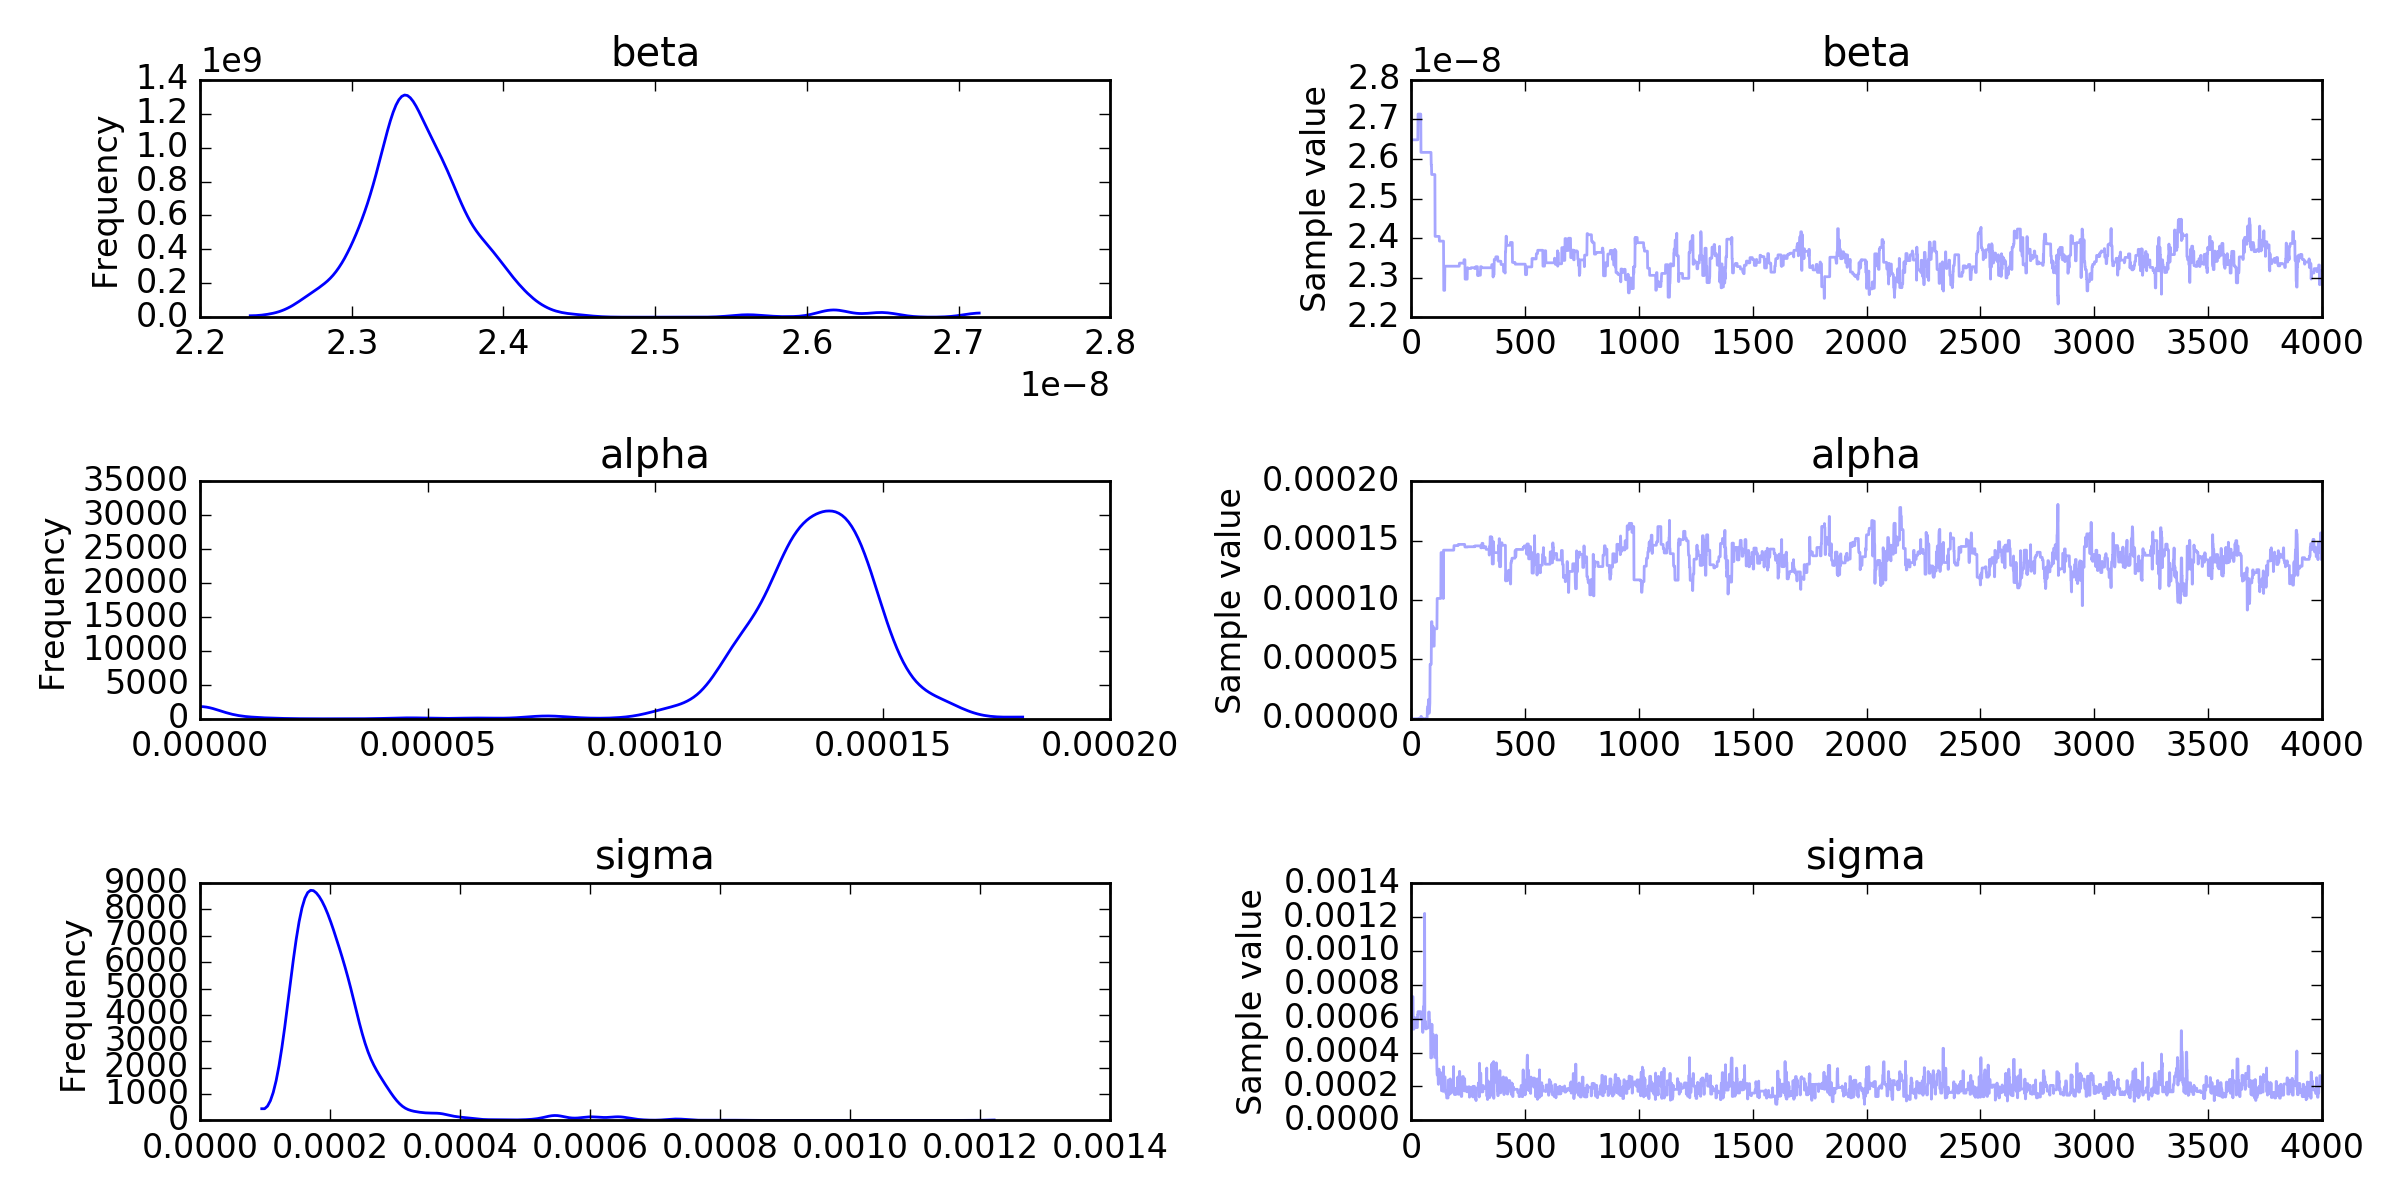 beta
1e9
1.4
1.2
1.0
0.8
0.6
0.4
0.2
0.0
Frequency
2.2 2.3 2.4 2.5 2.6 2.7 2.8
1e−8
beta
1e−8
2.8
2.7
2.6
2.5
2.4
2.3
2.2
Sample value
0 500 1000 1500 2000 2500 3000 3500 4000
alpha
35000
30000
25000
20000
15000
10000
5000
0
Frequency
0.00000 0.00005 0.00010 0.00015 0.00020
alpha
0.00020
0.00015
0.00010
0.00005
0.00000
Sample value
0 500 1000 1500 2000 2500 3000 3500 4000
sigma
9000
8000
7000
6000
5000
4000
3000
2000
1000
0
Frequency
0.0000 0.0002 0.0004 0.0006 0.0008 0.0010 0.0012 0.0014
sigma
0.0014
0.0012
0.0010
0.0008
0.0006
0.0004
0.0002
0.0000
Sample value
0 500 1000 1500 2000 2500 3000 3500 4000